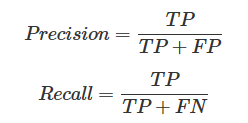 Precision = TP / TP + FP
Recall = TP / TP + FN